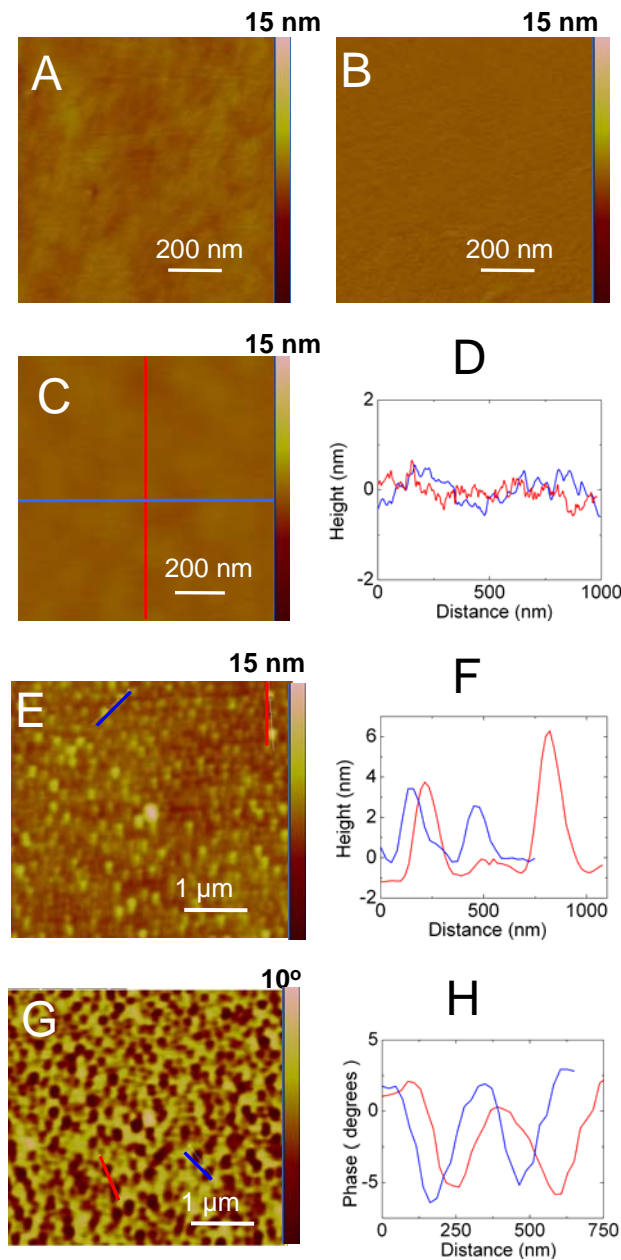 15 nm
15 nm
A
B
200 nm
200 nm
15 nm
C
D
200 nm
2
0
-2
Height (nm)
0
500
1000
Distance (nm)
15 nm
E
F
1 µm
6
4
2
0
-2
Height (nm)
0
500
1000
Distance (nm)
10º
G
H
1 µm
5
0
-5
Phase ( degrees)
0
250
500
750
Distance (nm)